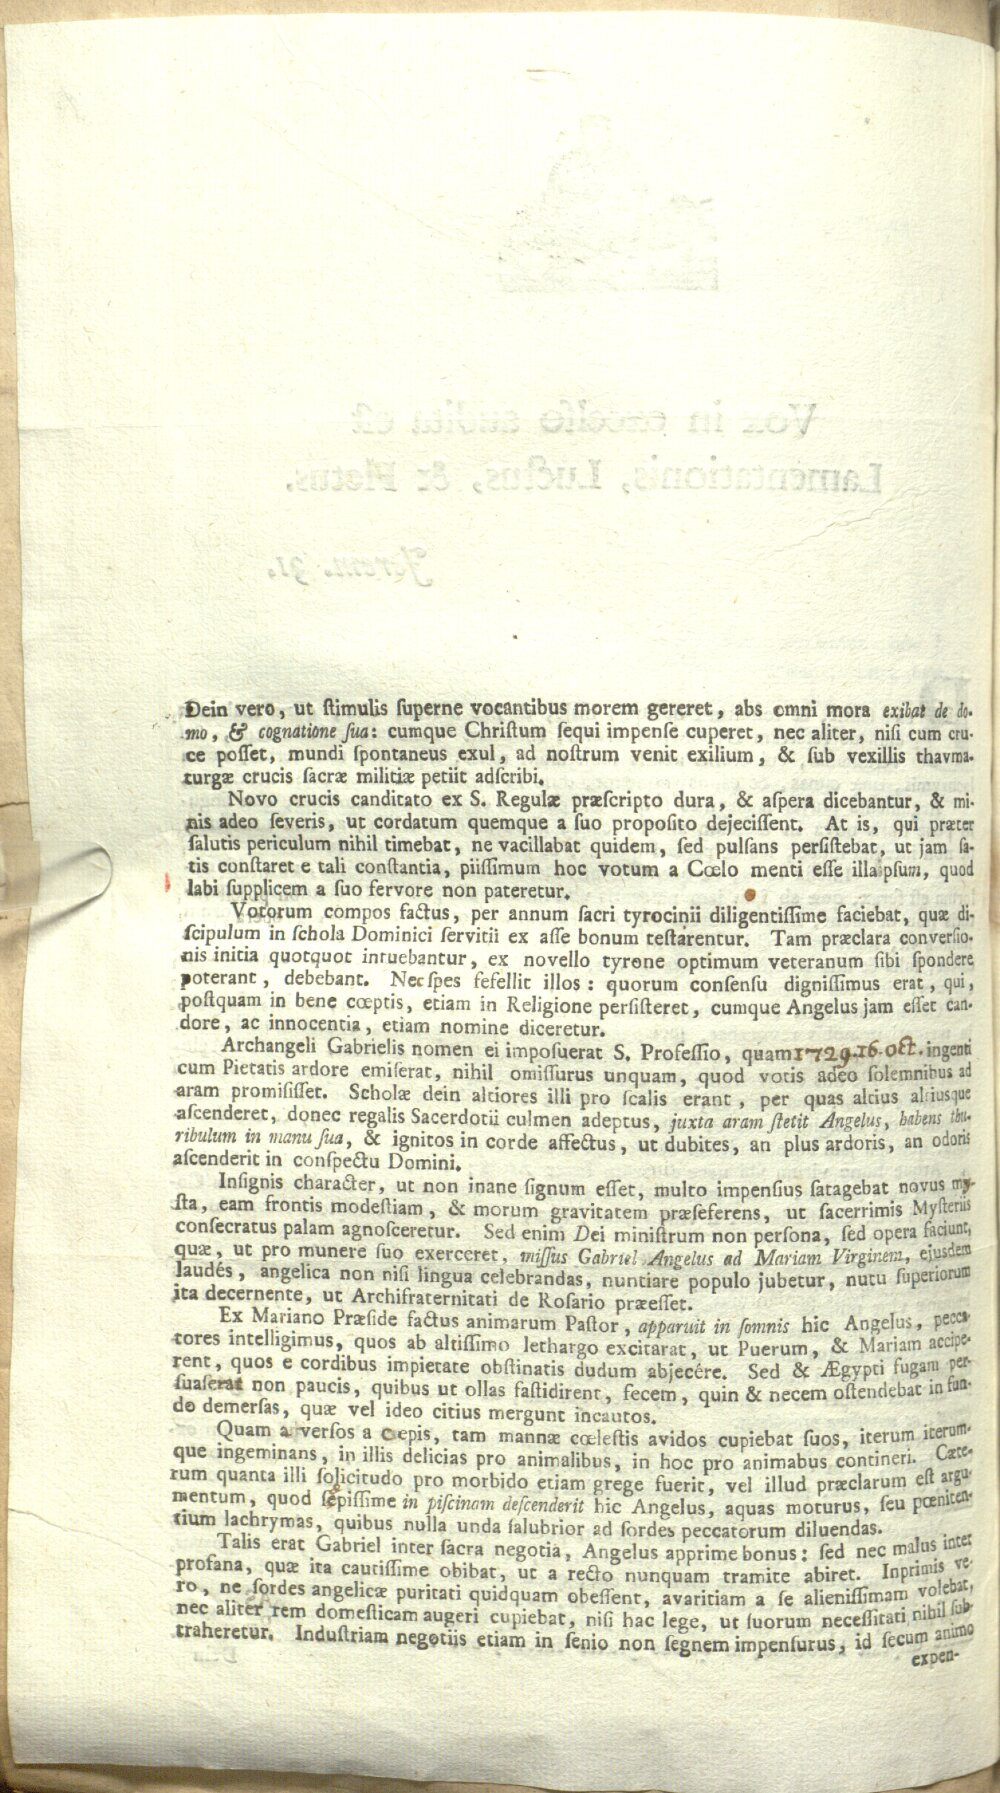 Dein vero, ut ſtimulis ſuperne vocantibus morem gereret, abs omni mora exibat de do-
mo, & cognatione ſua: cumque Chriſtum ſequi impenſe cuperet, nec aliter, niſi cum cru-
ce poſſet, mundi ſpontaneus exul, ad noſtrum venit exilium, & ſub vexillis thavma-
turgæ crucis ſacræ militiæ petiit adſcribi.
Novo crucis canditato ex S. Regulæ præſcripto dura, & aſpera dicebantur, & mi-
nis adeo ſeveris, ut cordatum quemque a ſuo propoſito dejeciſſent. At is, qui præter
ſalutis periculum nihil timebat, ne vacillabat quidem, ſed pulſans perſiſtebat, ut jam ſa-
tis conſtaret e tali conſtantia, piiſſimum hoc votum a Cœlo menti eſſe illapſum, quod
labi ſupplicem a ſuo fervore non pateretur.
Votorum compos factus, per annum ſacri tyrocinii diligentiſſime faciebat, quæ di-
ſcipulum in ſchola Dominici ſervitii ex aſſe bonum teſtarentur. Tam præclara converſio-
nis initia quotquot intuebantur, ex novello tyrone optimum veteranum ſibi ſpondere
poterant, debebant. Nec ſpes fefellit illos: quorum conſenſu digniſſimus erat, qui,
poſtquam in bene cœptis, etiam in Religione perſiſteret, cumque Angelus jam eſſet can-
dore, ac innocentia, etiam nomine diceretur.
Archangeli Gabrielis nomen ei impoſuerat S. Profeſſio, quam 1729. 16. oct. ingenti
cum Pietatis ardore emiſerat, nihil omiſſurus unquam, quod votis adeo ſolemnibus ad
aram promiſiſſet. Scholæ dein altiores illi pro ſcalis erant, per quas altius altiusque
aſcenderet, donec regalis Sacerdotii culmen adeptus, juxta aram ſtetit Angelus, habens thu-
ribulum in manu ſua, & ignitos in corde affectus, ut dubites, an plus ardoris, an odoris
aſcenderit in conſpectu Domini.
Inſignis character, ut non inane ſignum eſſet, multo impenſius ſatagebat novus my-
ſta, eam frontis modeſtiam, & morum gravitatem præſeferens, ut ſacerrimis Myſteriis
conſecratus palam agnoſceretur. Sed enim Dei miniſtrum non perſona, ſed opera faciunt,
quæ, ut pro munere ſuo exerceret, miſſus Gabriel Angelus ad Mariam Virginem, ejusdem
laudes, angelica non niſi lingua celebrandas, nuntiare populo jubetur, nutu ſuperiorum
ita decernente, ut Archifraternitati de Roſario præeſſet.
Ex Mariano Præſide factus animarum Paſtor, apparuit in ſomnis hic Angelus, pecca-
tores intelligimus, quos ab altiſſimo lethargo excitarat, ut Puerum, & Mariam accipe-
rent, quos e cordibus impietate obſtinatis dudum abjecêre. Sed & Ægypti fugam per-
ſuaſerat non paucis, quibus ut ollas faſtidirent, fecem, quin & necem oſtendebat in fun-
do demerſas, quæ vel ideo citius mergunt incautos.
Quam averſos a cepis, tam mannæ cœleſtis avidos cupiebat ſuos, iterum iterum-
que ingeminans, in illis delicias pro animalibus, in hoc pro animabus contineri. Cæte-
rum quanta illi ſolicitudo pro morbido etiam grege fuerit, vel illud præclarum eſt argu-
mentum, quod ſępiſſime in piſcinam deſcenderit hic Angelus, aquas moturus, ſeu pœniten-
tium lachrymas, quibus nulla unda ſalubrior ad ſordes peccatorum diluendas.
Talis erat Gabriel inter ſacra negotia, Angelus apprime bonus: ſed nec malus inter
profana, quæ ita cautiſſime obibat, ut a recto nunquam tramite abiret. Inprimis ve-
ro, ne ſordes angelicæ puritati quidquam obeſſent, avaritiam a ſe alieniſſimam volebat,
nec aliter rem domeſticam augeri cupiebat, niſi hac lege, ut ſuorum neceſſitati nihil ſub-
traheretur. Induſtriam negotiis etiam in ſenio non ſegnem impenſurus, id ſecum animo
expen-